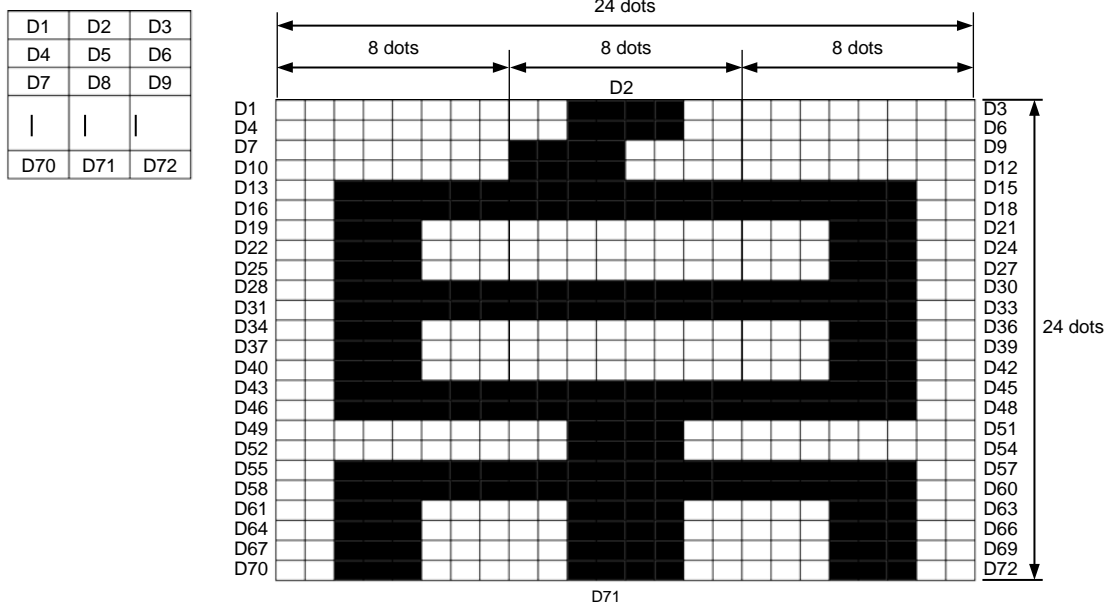 D1 D2 D3
D4 D5 D6
D7 D8 D9
| | |
D70 D71 D72
24 dots
8 dots 8 dots 8 dots
D2
D1 D3
D4 D6
D7 D9
D10 D12
D13 D15
D16 D18
D19 D21
D22 D24
D25 D27
D28 D30
D31 D33
D34 D36
D37 D39
D40 D42
D43 D45
D46 D48
D49 D51
D52 D54
D55 D57
D58 D60
D61 D63
D64 D66
D67 D69
D70 D72
帛
24 dots
D71